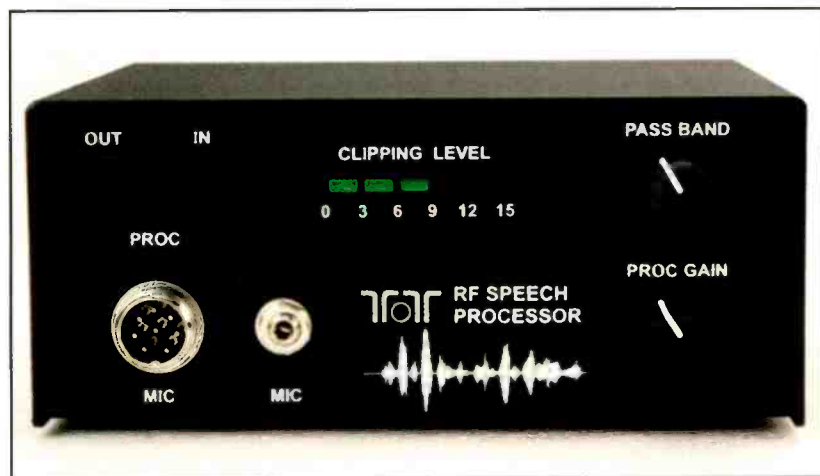 OUT IN
PASS BAND
CLIPPING LEVEL
0 3 6 9 12 15
PROC
PROC GAIN
RF SPEECH
PROCESSOR
MIC MIC